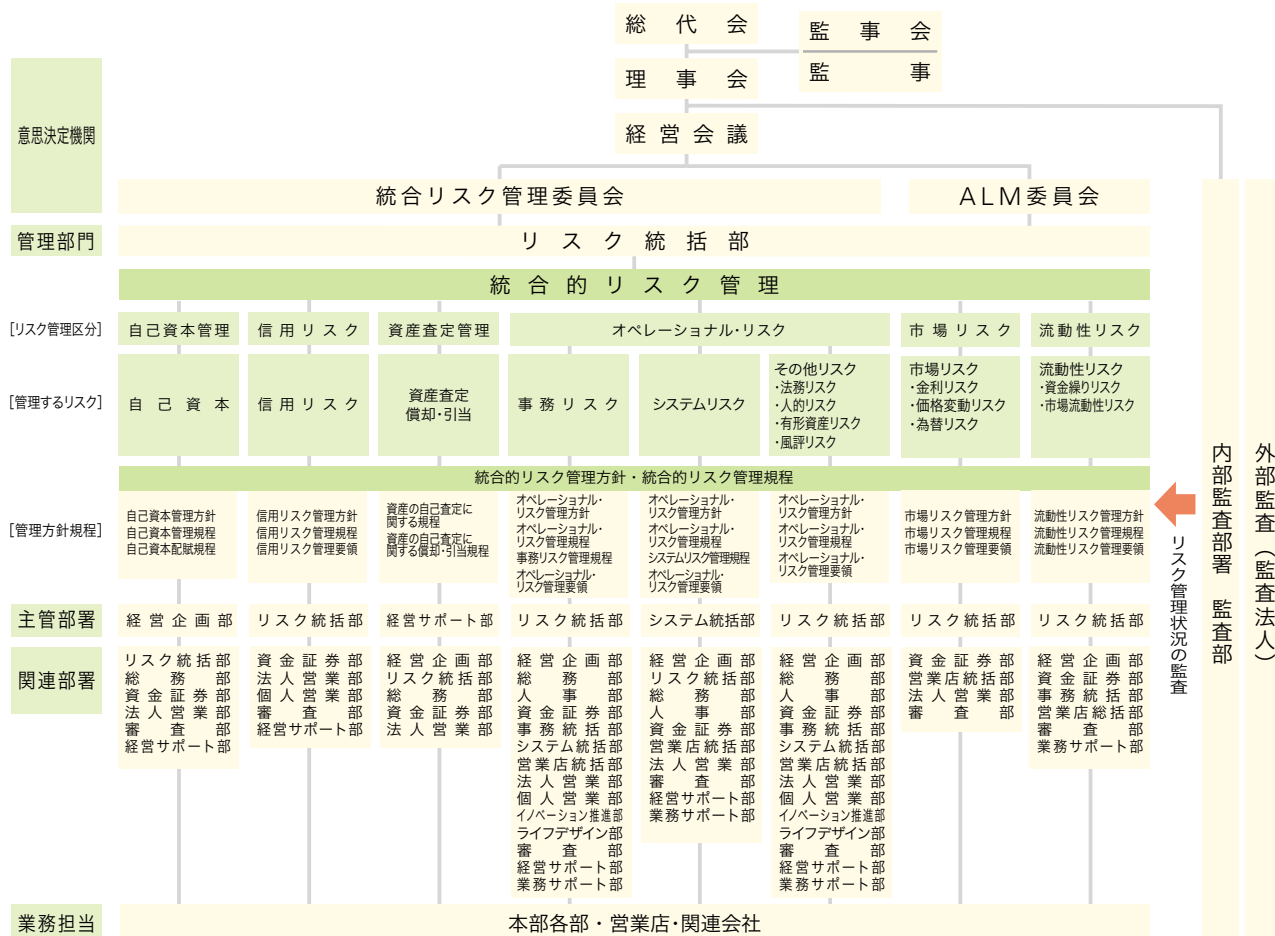 総代会
監事会
監事
理事会
経営会議
意思決定機関
統合リスク管理委員会
ALM委員会
管理部門
リスク統括部
統合的リスク管理
[リスク管理区分]
自己資本管理
信用リスク
資産査定管理
オペレーショナル・リスク
市場リスク
流動性リスク
[管理するリスク]
自己資本
信用リスク
資産査定
償却・引当
事務リスク
システムリスク
その他リスク
・法務リスク
・人的リスク
・有形資産リスク
・風評リスク
市場リスク
・金利リスク
・価格変動リスク
・為替リスク
流動性リスク
・資金繰りリスク
・市場流動性リスク
統合的リスク管理方針・統合的リスク管理規程
[管理方針規程]
自己資本管理方針
自己資本管理規程
自己資本配賦規程
信用リスク管理方針
信用リスク管理規程
信用リスク管理要領
資産の自己査定に
関する規程
資産の自己査定に
関する償却・引当規程
オペレーショナル・
リスク管理方針
オペレーショナル・
リスク管理規程
事務リスク管理規程
オペレーショナル・
リスク管理要領
オペレーショナル・
リスク管理方針
オペレーショナル・
リスク管理規程
システムリスク管理規程
オペレーショナル・
リスク管理要領
オペレーショナル・
リスク管理方針
オペレーショナル・
リスク管理規程
オペレーショナル・
リスク管理要領
市場リスク管理方針
市場リスク管理規程
市場リスク管理要領
流動性リスク管理方針
流動性リスク管理規程
流動性リスク管理要領
主管部署
経営企画部
リスク統括部
経営サポート部
リスク統括部
システム統括部
リスク統括部
リスク統括部
リスク統括部
関連部署
リスク統括部
総務部
資金証券部
法人営業部
審査部
経営サポート部
資金証券部
法人営業部
個人営業部
審査部
経営サポート部
経営企画部
リスク統括部
総務部
資金証券部
法人営業部
経営企画部
総務部
人事部
資金証券部
事務統括部
システム統括部
営業店統括部
法人営業部
個人営業部
イノベーション推進部
ライフデザイン部
審査部
経営サポート部
業務サポート部
経営企画部
リスク統括部
総務部
人事部
資金証券部
営業店統括部
法人営業部
審査部
経営サポート部
業務サポート部
経営企画部
総務部
人事部
資金証券部
事務統括部
システム統括部
営業店統括部
法人営業部
個人営業部
イノベーション推進部
ライフデザイン部
審査部
経営サポート部
業務サポート部
資金証券部
営業店統括部
法人営業部
審査部
経営企画部
資金証券部
事務統括部
営業店総括部
審査部
業務サポート部
業務担当
本部各部・営業店・関連会社
リスク管理状況の監査
内部監査部署 監査部
外部監査(監査法人)